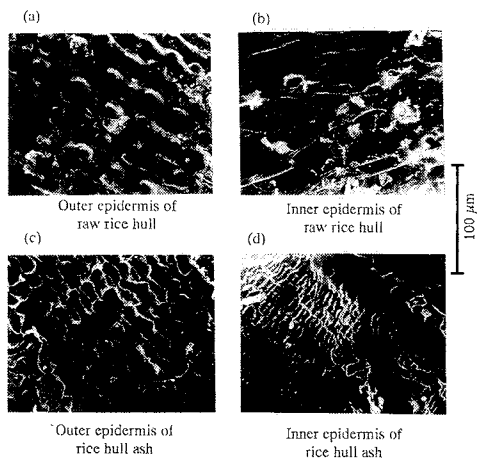 (a)
(b)
Outer epidermis of
raw rice hull
Inner epidermis of
raw rice hull
100 μm
(c)
(d)
Outer epidermis of
rice hull ash
Inner epidermis of
rice hull ash